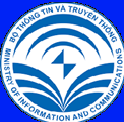 BỘ THÔNG TIN VÀ TRUYỀN THÔNG
MINISTRY OF INFORMATION AND COMMUNICATIONS